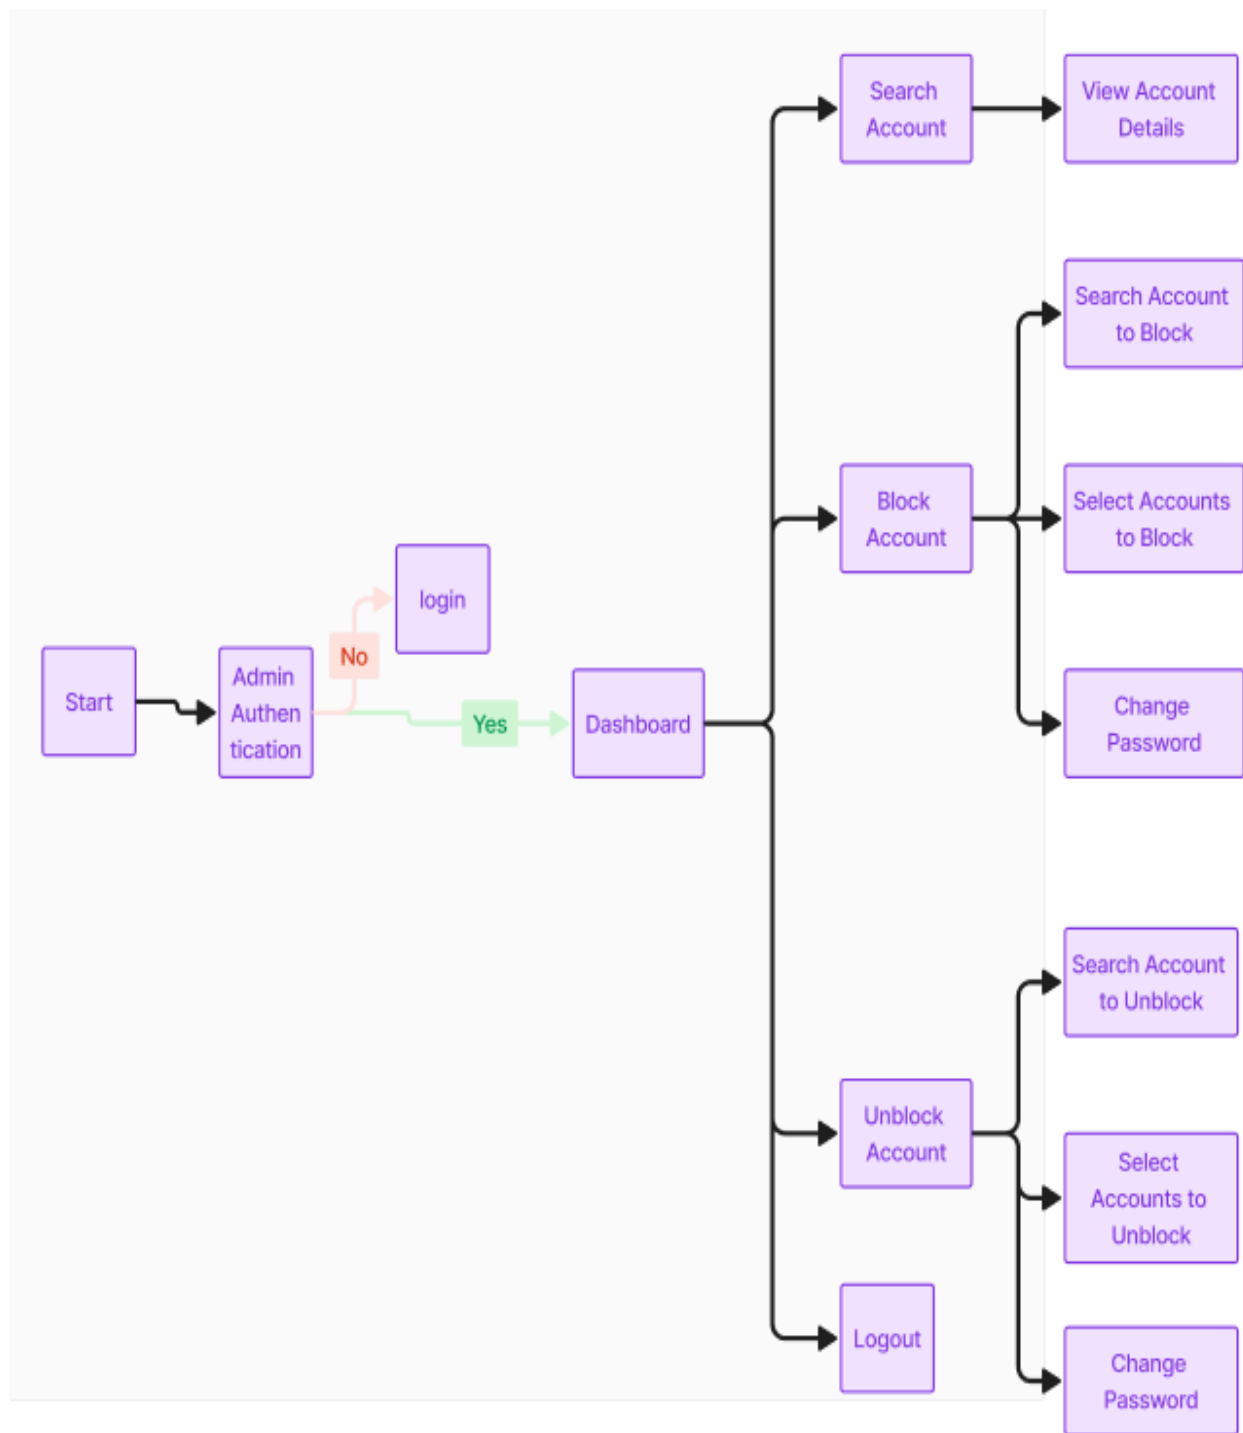 Start
Admin
Authen
tication
No
login
Yes
Dashboard
Search
Account
View Account
Details
Block
Account
Search Account
to Block
Select Accounts
to Block
Change
Password
Unblock
Account
Search Account
to Unblock
Select
Accounts to
Unblock
Change
Password
Logout